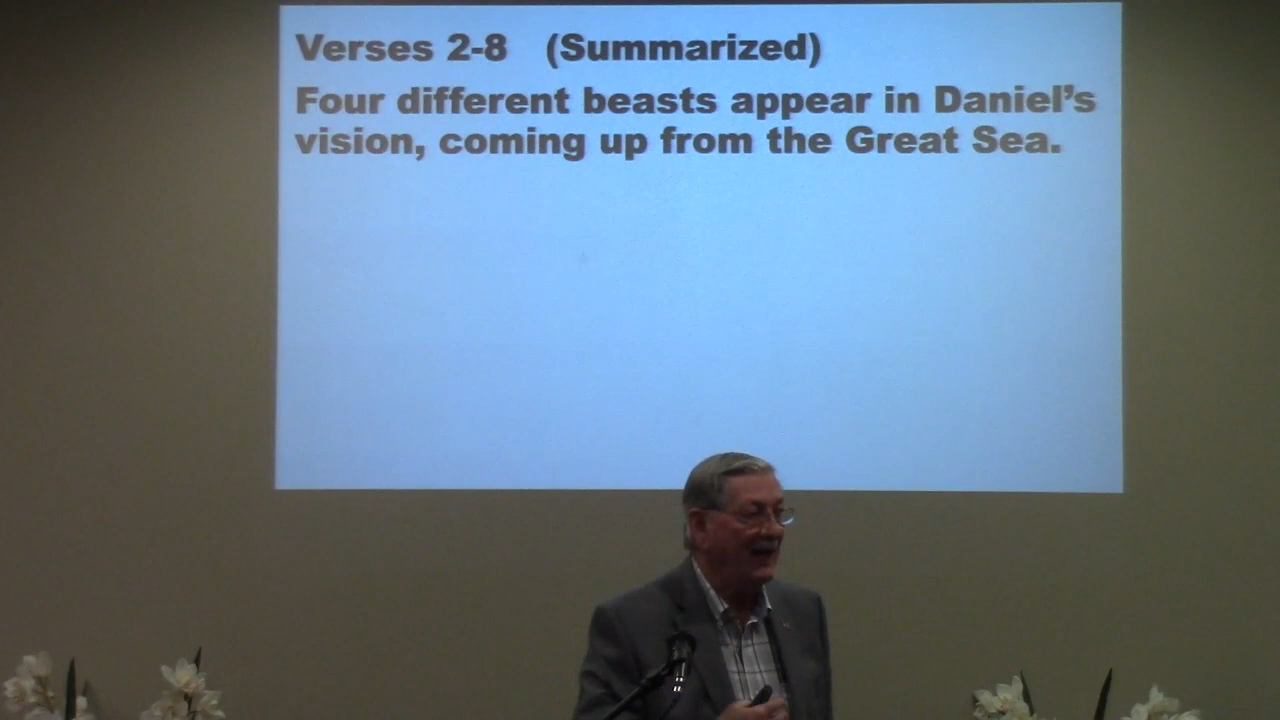 Verses 2-8 (Summarized)
Four different beasts appear in Daniel’s
vision, coming up from the Great Sea.